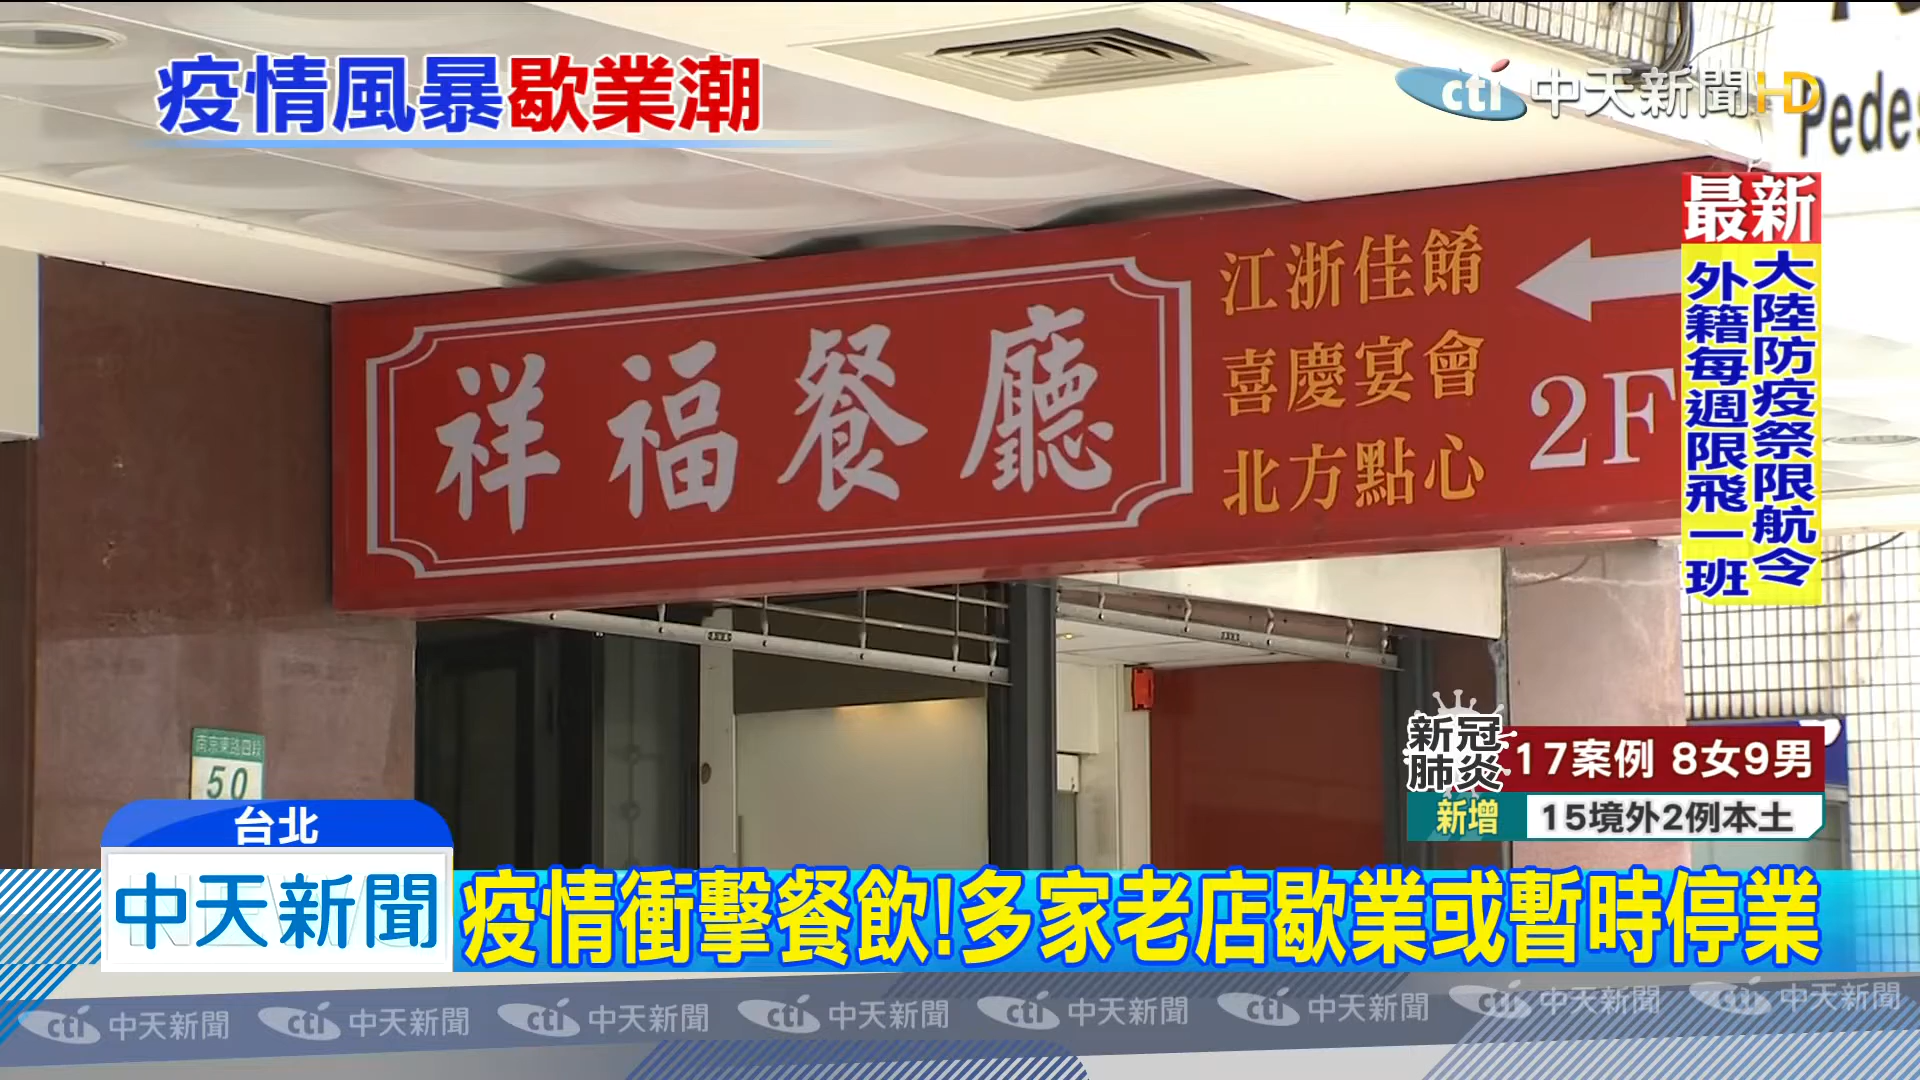 疫情風暴歇業潮
cti 中天新聞HD
Pedes
最新
大陸防疫祭限航令
外籍每週限飛一班
祥福餐廳
江浙佳餚
喜慶宴會
北方點心
2F
南京東路四段
50
新冠肺炎
17案例 8女9男
新增
15境外2例本土
台北
中天新聞
疫情衝擊餐飲!多家老店歇業或暫時停業
cti 中天新聞 cti 中天新聞 cti 中天新聞 cti 中天新聞 cti 中天新聞 cti 中天新聞 cti 中天新聞 cti 中天新聞